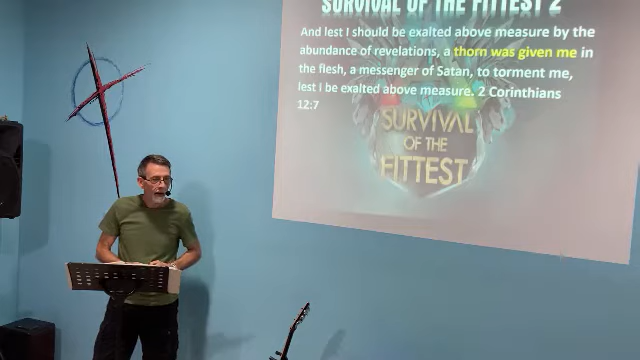 SURVIVAL OF THE FITTEST 2
And lest I should be exalted above measure by the
abundance of revelations, a thorn was given me in
the flesh, a messenger of Satan, to torment me,
lest I be exalted above measure. 2 Corinthians
12:7
SURVIVAL
OF THE
FITTEST